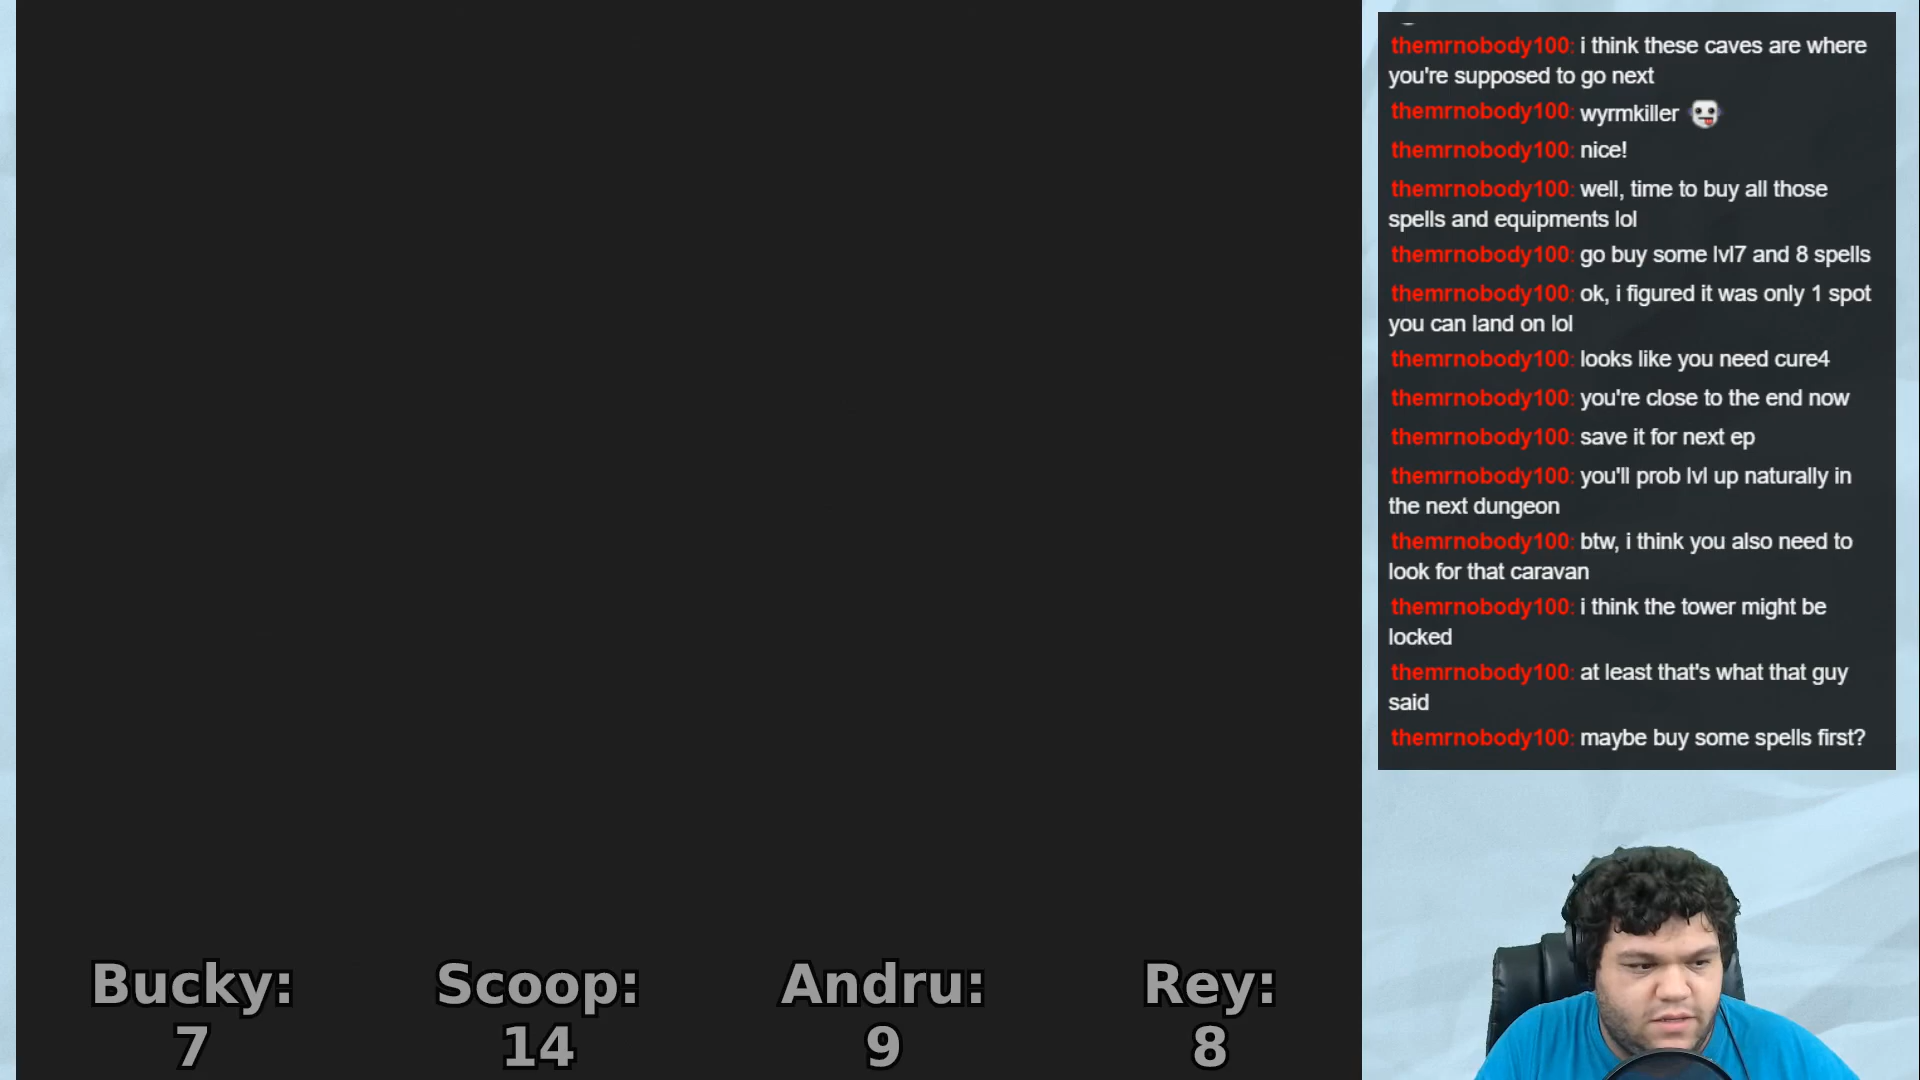 themrnobody100: i think these caves are where
you're supposed to go next
themrnobody100: wyrmkiller
themrnobody100: nice!
themrnobody100: well, time to buy all those
spells and equipments lol
themrnobody100: go buy some lvl7 and 8 spells
themrnobody100: ok, i figured it was only 1 spot
you can land on lol
themrnobody100: looks like you need cure4
themrnobody100: you're close to the end now
themrnobody100: save it for next ep
themrnobody100: you'll prob lvl up naturally in
the next dungeon
themrnobody100: btw, i think you also need to
look for that caravan
themrnobody100: i think the tower might be
locked
themrnobody100: at least that's what that guy
said
themrnobody100: maybe buy some spells first?
Bucky: Scoop: Andru: Rey:
7 14 9 8